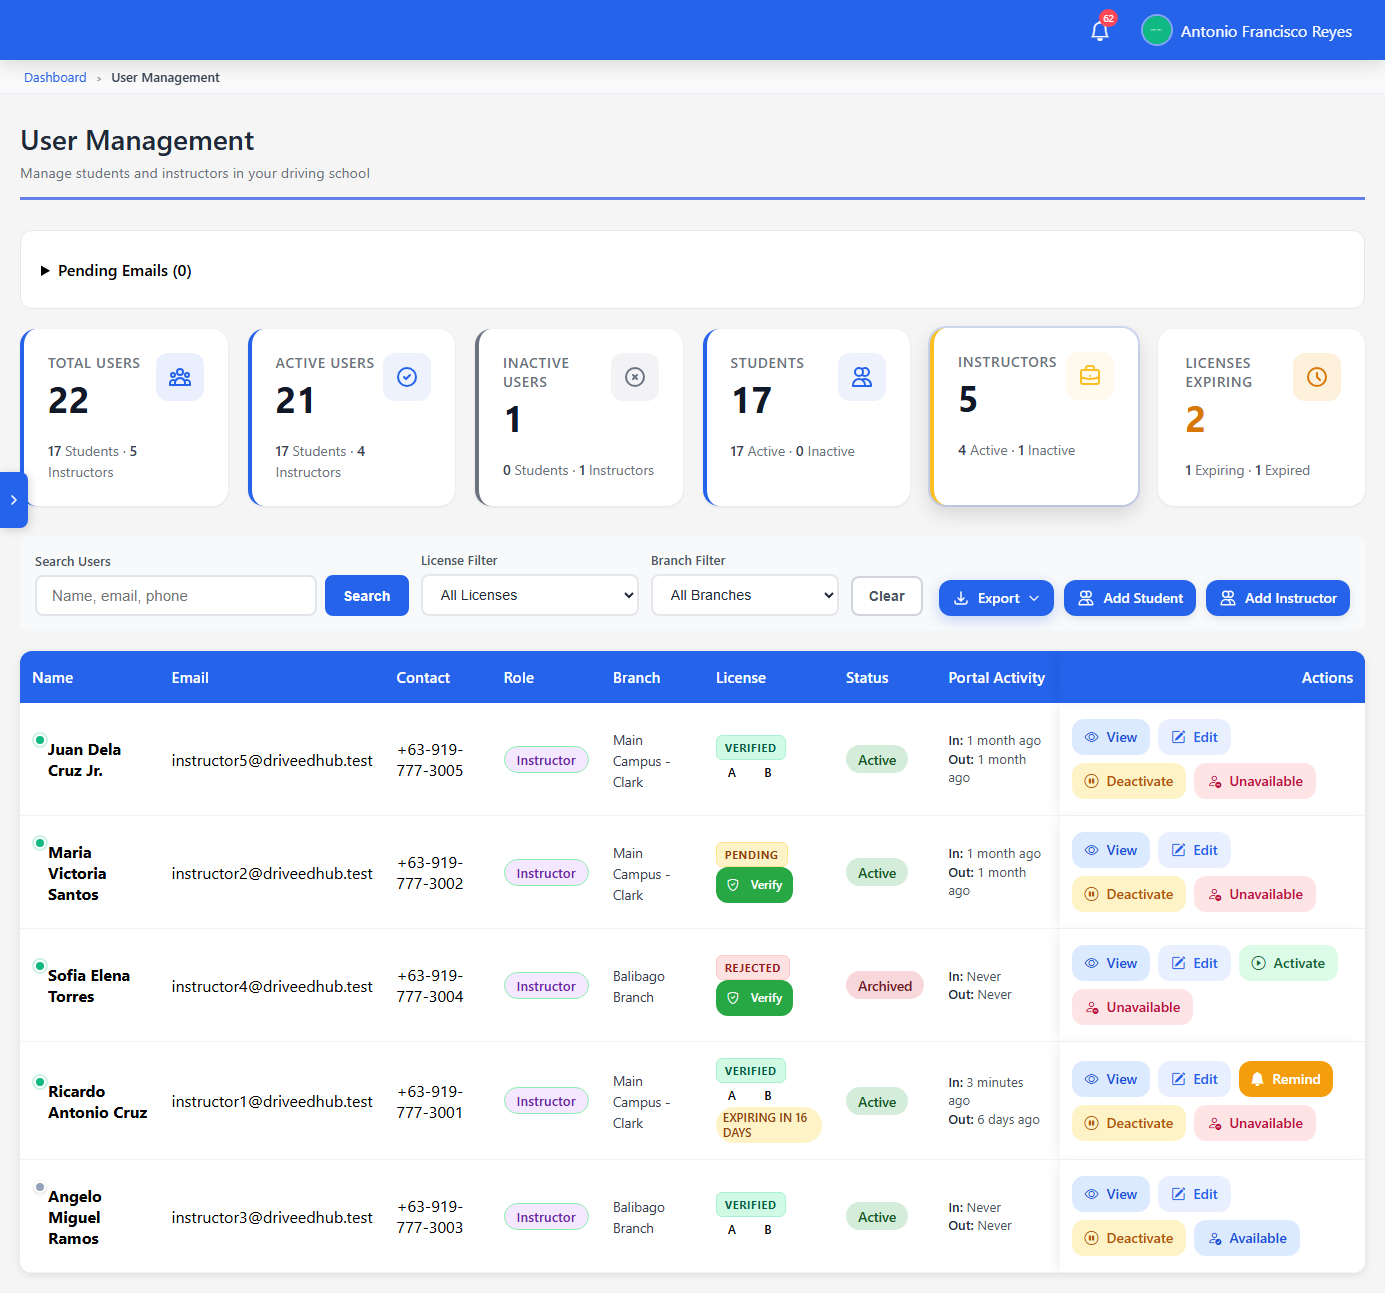 62
Antonio Francisco Reyes
Dashboard › User Management
User Management
Manage students and instructors in your driving school
Pending Emails (0)
TOTAL USERS
22
17 Students · 5
Instructors
ACTIVE USERS
21
17 Students · 4
Instructors
INACTIVE
USERS
1
0 Students · 1 Instructors
STUDENTS
17
17 Active · 0 Inactive
INSTRUCTORS
5
4 Active · 1 Inactive
LICENSES
EXPIRING
2
1 Expiring · 1 Expired
Search Users
Name, email, phone
Search
License Filter
All Licenses
Branch Filter
All Branches
Clear
Export
Add Student
Add Instructor
Name Email Contact Role Branch License Status Portal Activity Actions
Juan Dela
Cruz Jr.
instructor5@driveedhub.test
+63-919-
777-3005
Instructor
Main
Campus -
Clark
VERIFIED
A B
Active
In: 1 month ago
Out: 1 month
ago
View Edit
Deactivate Unavailable
Maria
Victoria
Santos
instructor2@driveedhub.test
+63-919-
777-3002
Instructor
Main
Campus -
Clark
PENDING
Verify
Active
In: 1 month ago
Out: 1 month
ago
View Edit
Deactivate Unavailable
Sofia Elena
Torres
instructor4@driveedhub.test
+63-919-
777-3004
Instructor
Balibago
Branch
REJECTED
Verify
Archived
In: Never
Out: Never
View Edit Activate
Unavailable
Ricardo
Antonio Cruz
instructor1@driveedhub.test
+63-919-
777-3001
Instructor
Main
Campus -
Clark
VERIFIED
A B
EXPIRING IN 16
DAYS
Active
In: 3 minutes
ago
Out: 6 days ago
View Edit Remind
Deactivate Unavailable
Angelo
Miguel
Ramos
instructor3@driveedhub.test
+63-919-
777-3003
Instructor
Balibago
Branch
VERIFIED
A B
Active
In: Never
Out: Never
View Edit
Deactivate Available